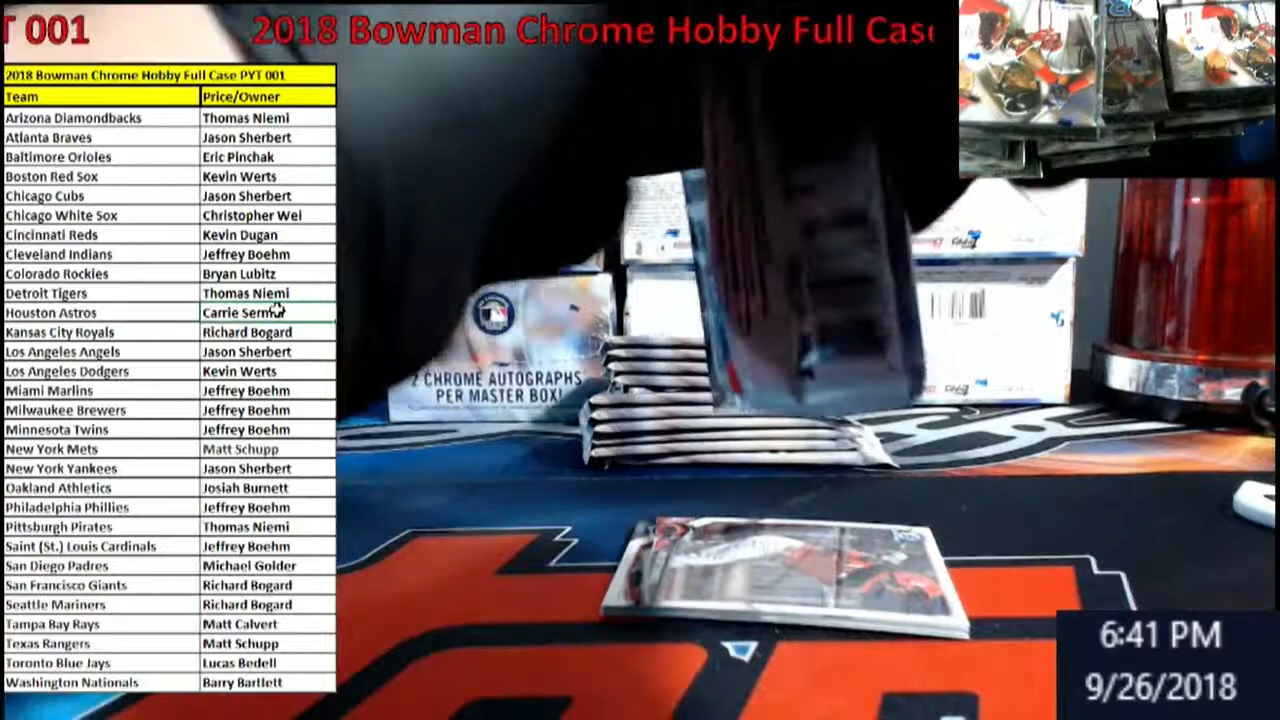 T 001
2018 Bowman Chrome Hobby Full Case
2018 Bowman Chrome Hobby Full Case PYT 001
Team Price/Owner
Arizona Diamondbacks Thomas Niemi
Atlanta Braves Jason Sherbert
Baltimore Orioles Eric Pinchak
Boston Red Sox Kevin Werts
Chicago Cubs Jason Sherbert
Chicago White Sox Christopher Wei
Cincinnati Reds Kevin Dugan
Cleveland Indians Jeffrey Boehm
Colorado Rockies Bryan Lubitz
Detroit Tigers Thomas Niemi
Houston Astros Carrie
Kansas City Royals Richard Bogard
Los Angeles Angels Jason Sherbert
Los Angeles Dodgers Kevin Werts
Miami Marlins Jeffrey Boehm
Milwaukee Brewers Jeffrey Boehm
Minnesota Twins Jeffrey Boehm
New York Mets Matt Schupp
New York Yankees Jason Sherbert
Oakland Athletics Josiah Burnett
Philadelphia Phillies Jeffrey Boehm
Pittsburgh Pirates Thomas Niemi
Saint (St.) Louis Cardinals Jeffrey Boehm
San Diego Padres Michael Golder
San Francisco Giants Richard Bogard
Seattle Mariners Richard Bogard
Tampa Bay Rays Matt Calvert
Texas Rangers Matt Schupp
Toronto Blue Jays Lucas Bedell
Washington Nationals Barry Bartlett
2 CHROME AUTOGRAPHS
PER MASTER BOX!
6:41 PM
9/26/2018